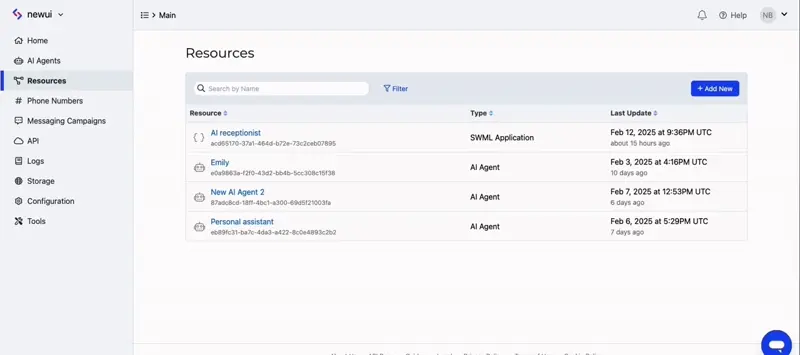 newui
Main
Help
NB
Home
AI Agents
Resources
Phone Numbers
Messaging Campaigns
API
Logs
Storage
Configuration
Tools
Resources
Search by Name
Filter
+ Add New
Resource
Type
Last Update
AI receptionist
acd65170-37a1-464d-b72e-73c2ceb07895
SWML Application
Feb 12, 2025 at 9:36PM UTC
about 15 hours ago
Emily
e0a9863a-f2f0-43d2-bb4b-5cc308c15f38
AI Agent
Feb 3, 2025 at 4:16PM UTC
10 days ago
New AI Agent 2
87adc8cd-18ff-4bc1-a300-69d5f21003fa
AI Agent
Feb 7, 2025 at 12:53PM UTC
6 days ago
Personal assistant
eb89fc31-ba7c-4da3-a422-8c0e4893c2b2
AI Agent
Feb 6, 2025 at 5:29PM UTC
7 days ago